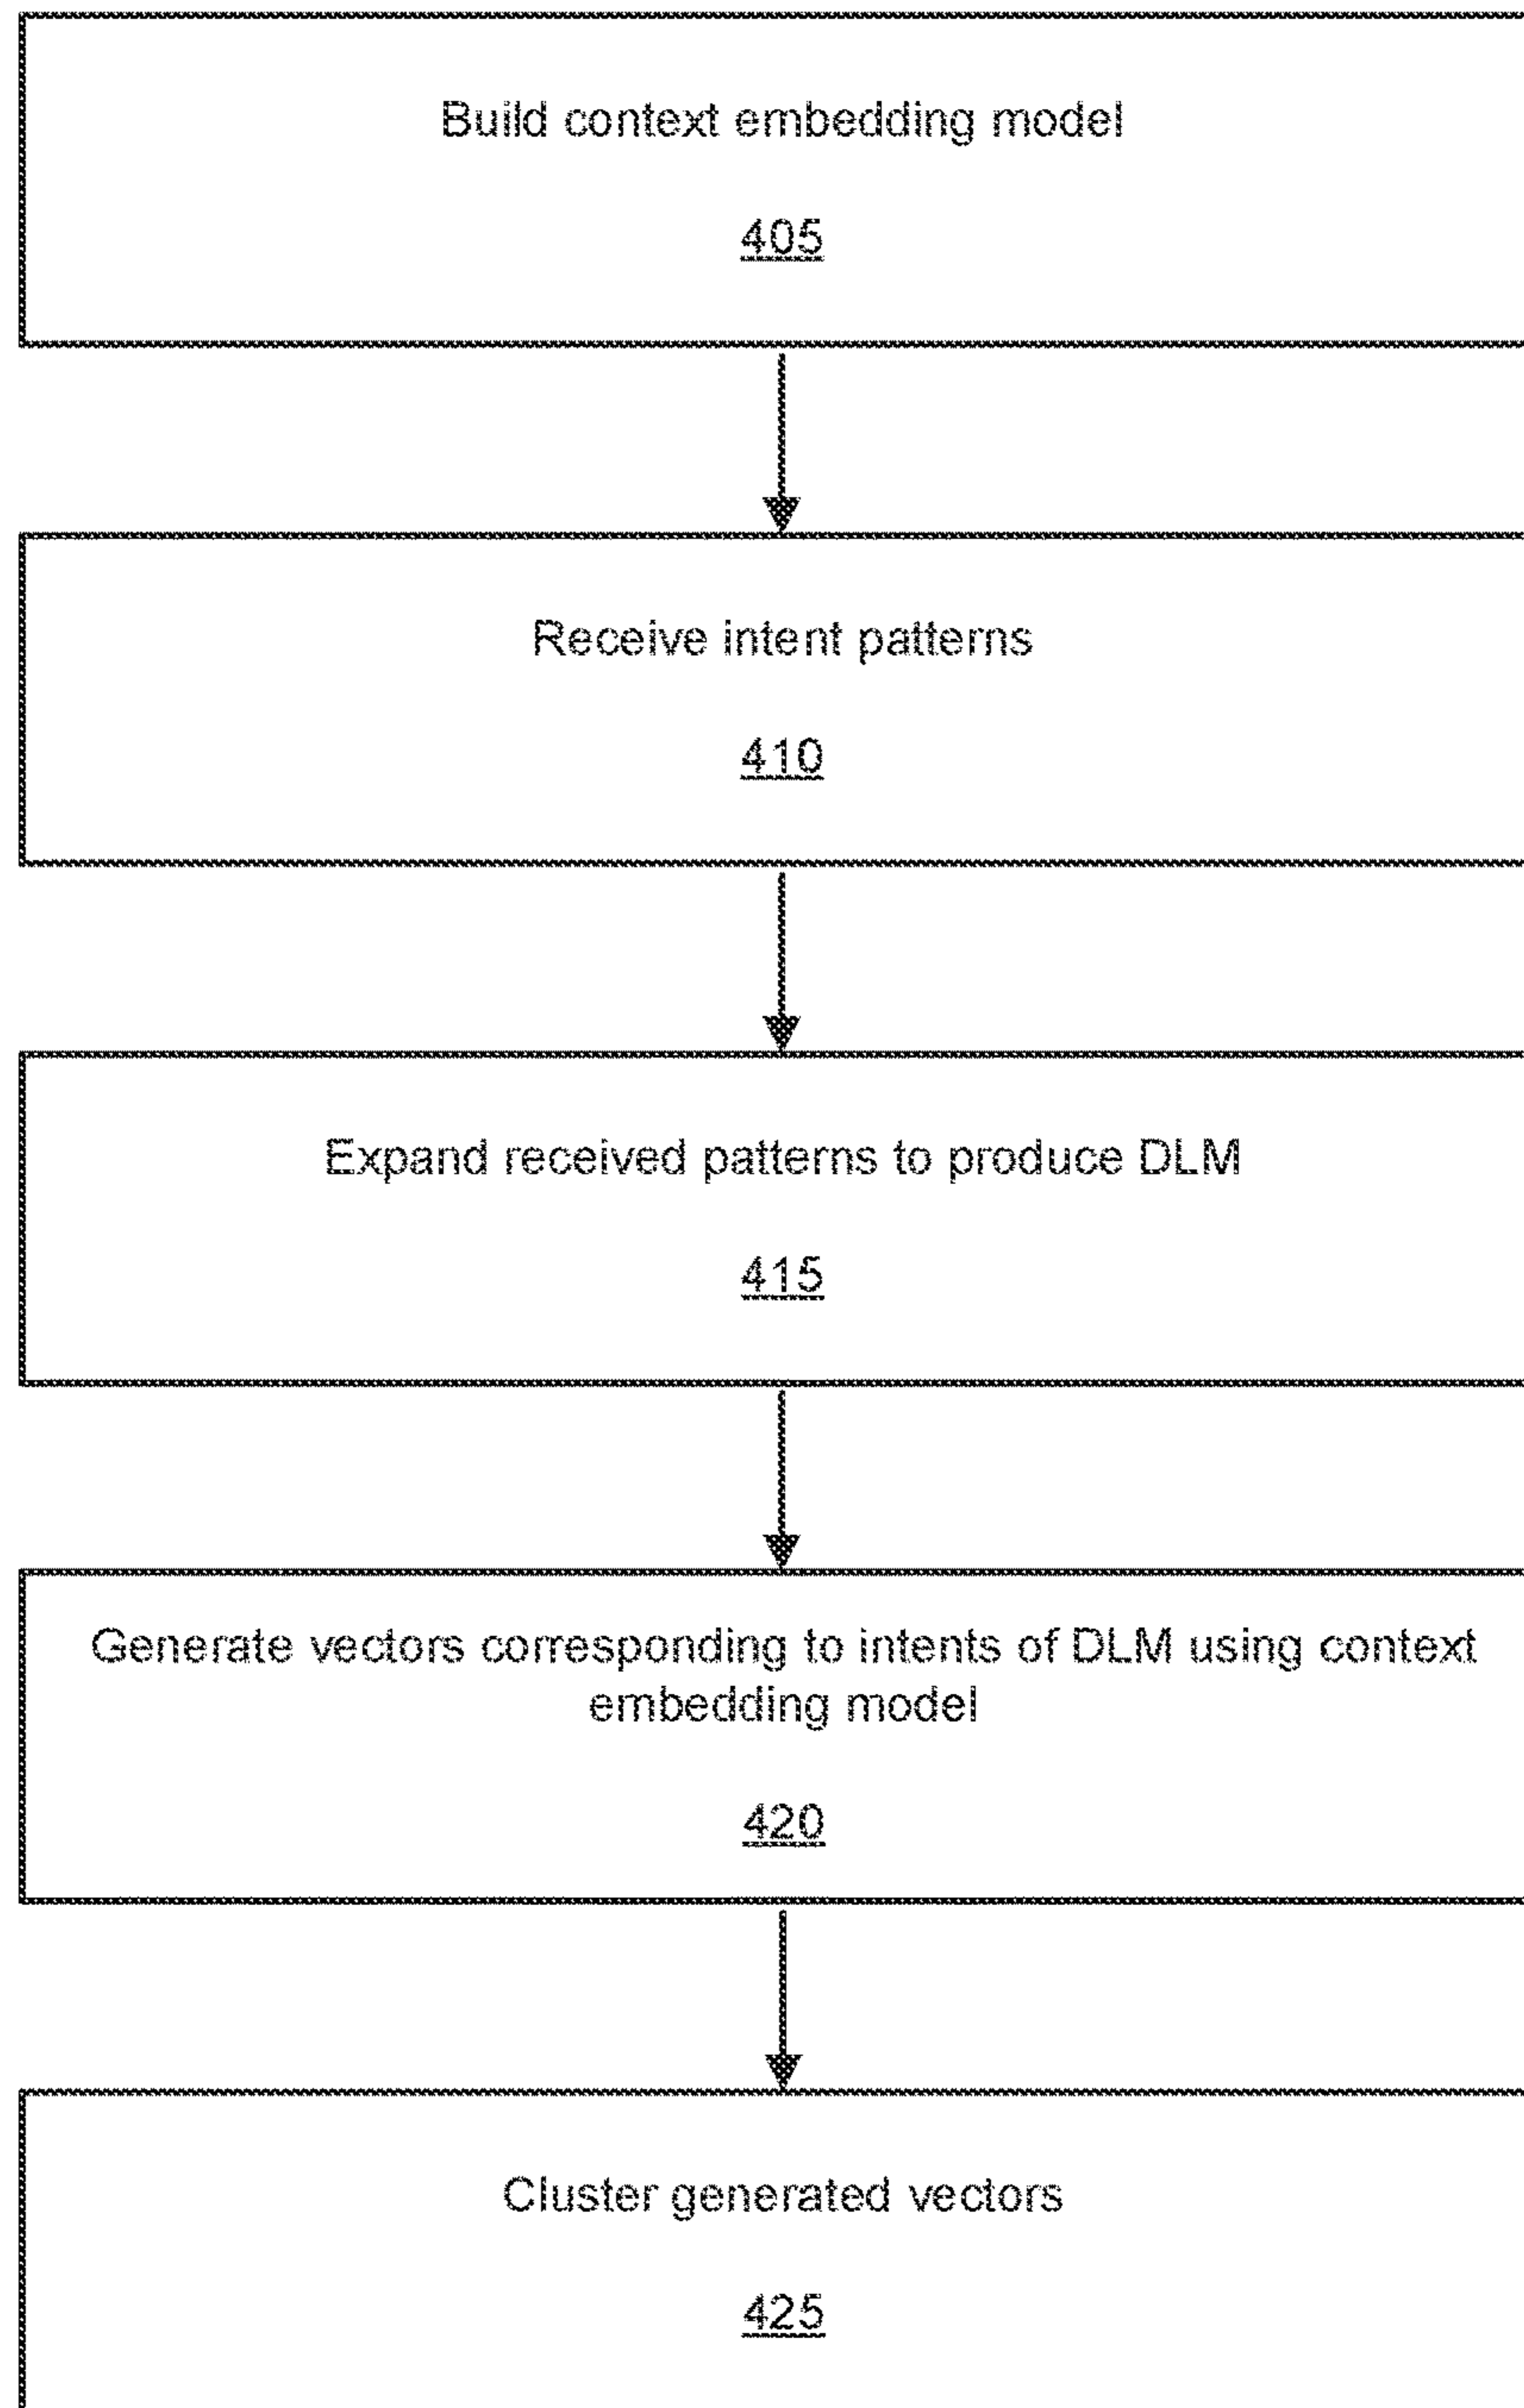 Build context embedding model
405
Receive intent patterns
410
Expand received patterns to produce DLM
415
Generate vectors corresponding to intents of DLM using context
embedding model
420
Cluster generated vectors
425